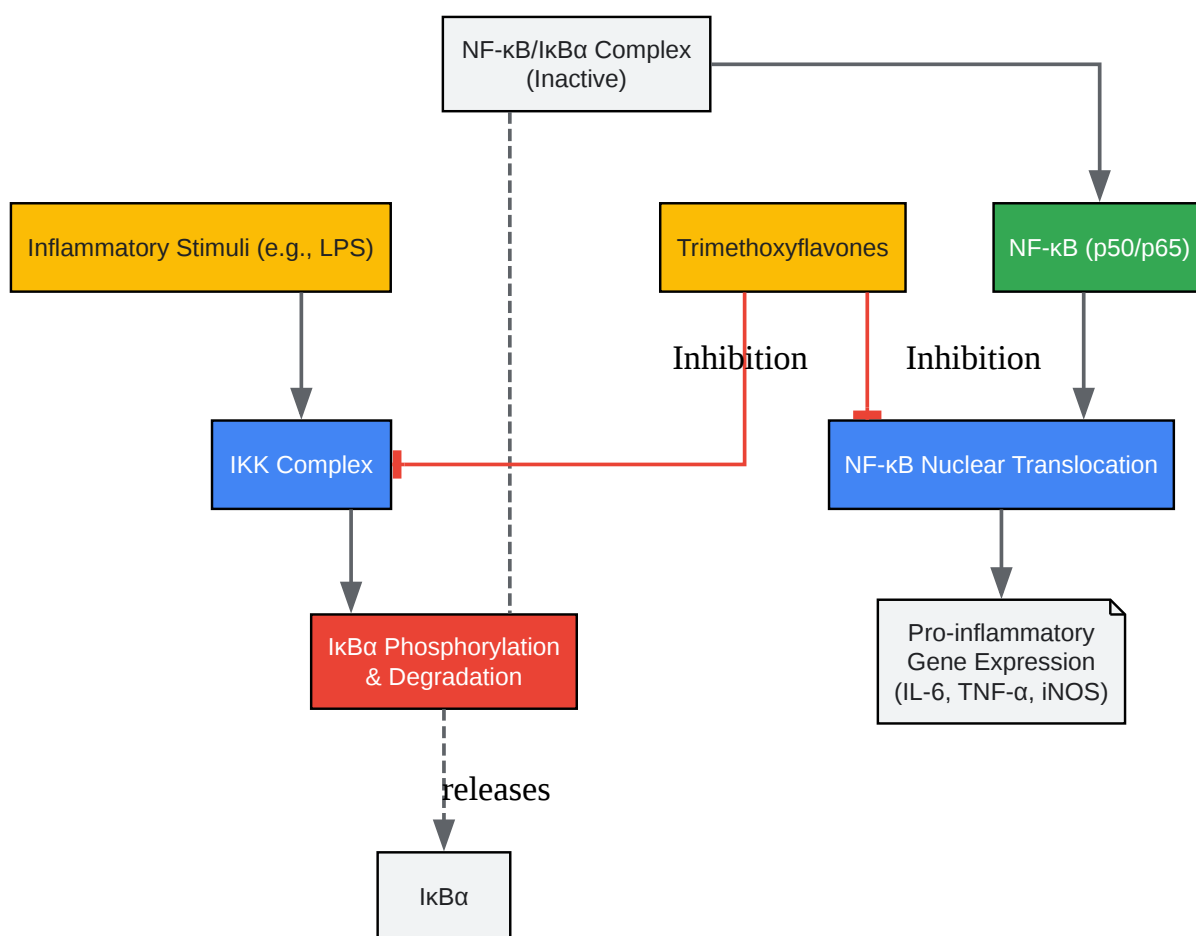 NF-κB/IκBα Complex
(Inactive)
Inflammatory Stimuli (e.g., LPS)
Trimethoxyflavones
NF-κB (p50/p65)
Inhibition
Inhibition
IKK Complex
NF-κB Nuclear Translocation
IκBα Phosphorylation
& Degradation
Pro-inflammatory
Gene Expression
(IL-6, TNF-α, iNOS)
releases
IκBα